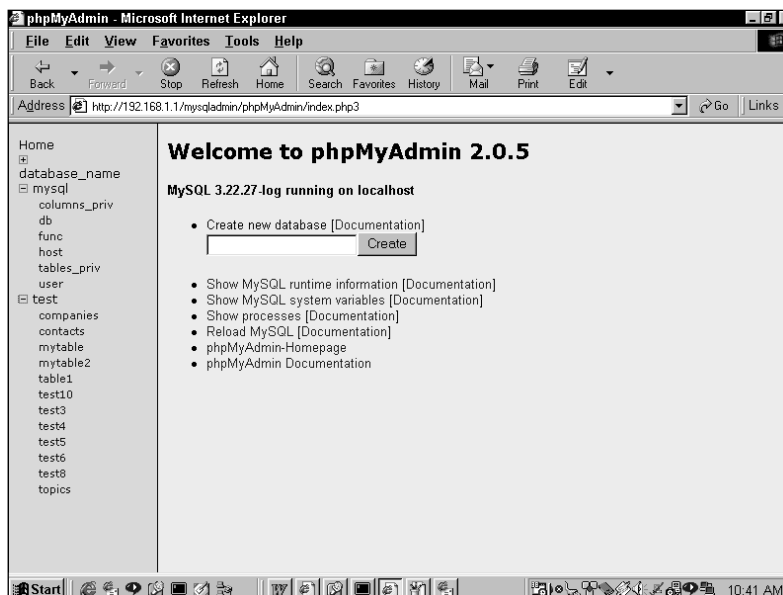 phpMyAdmin - Microsoft Internet Explorer
File Edit View Favorites Tools Help
Back Forward Stop Refresh Home Search Favorites History Mail Print Edit
Address http://192.168.1.1/mysqladmin/phpMyAdmin/index.php3 Go Links
Home
database_name
mysql
columns_priv
db
func
host
tables_priv
user
test
companies
contacts
mytable
mytable2
table1
test10
test3
test4
test5
test6
test8
topics
Welcome to phpMyAdmin 2.0.5
MySQL 3.22.27-log running on localhost
Create new database [Documentation]
Create
Show MySQL runtime information [Documentation]
Show MySQL system variables [Documentation]
Show processes [Documentation]
Reload MySQL [Documentation]
phpMyAdmin-Homepage
phpMyAdmin Documentation
Start 10:41 AM